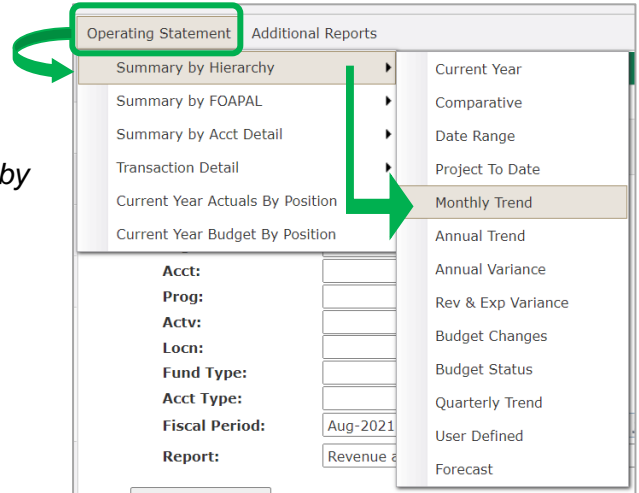 Operating Statement Additional Reports
Summary by Hierarchy
Summary by FOAPAL
Summary by Acct Detail
Transaction Detail
Current Year Actuals By Position
Current Year Budget By Position
Current Year
Comparative
Date Range
Project To Date
Monthly Trend
Annual Trend
Annual Variance
Rev & Exp Variance
Budget Changes
Budget Status
Quarterly Trend
User Defined
Forecast
by
Acct:
Prog:
Actv:
Locn:
Fund Type:
Acct Type:
Fiscal Period: Aug-2021
Report: Revenue a